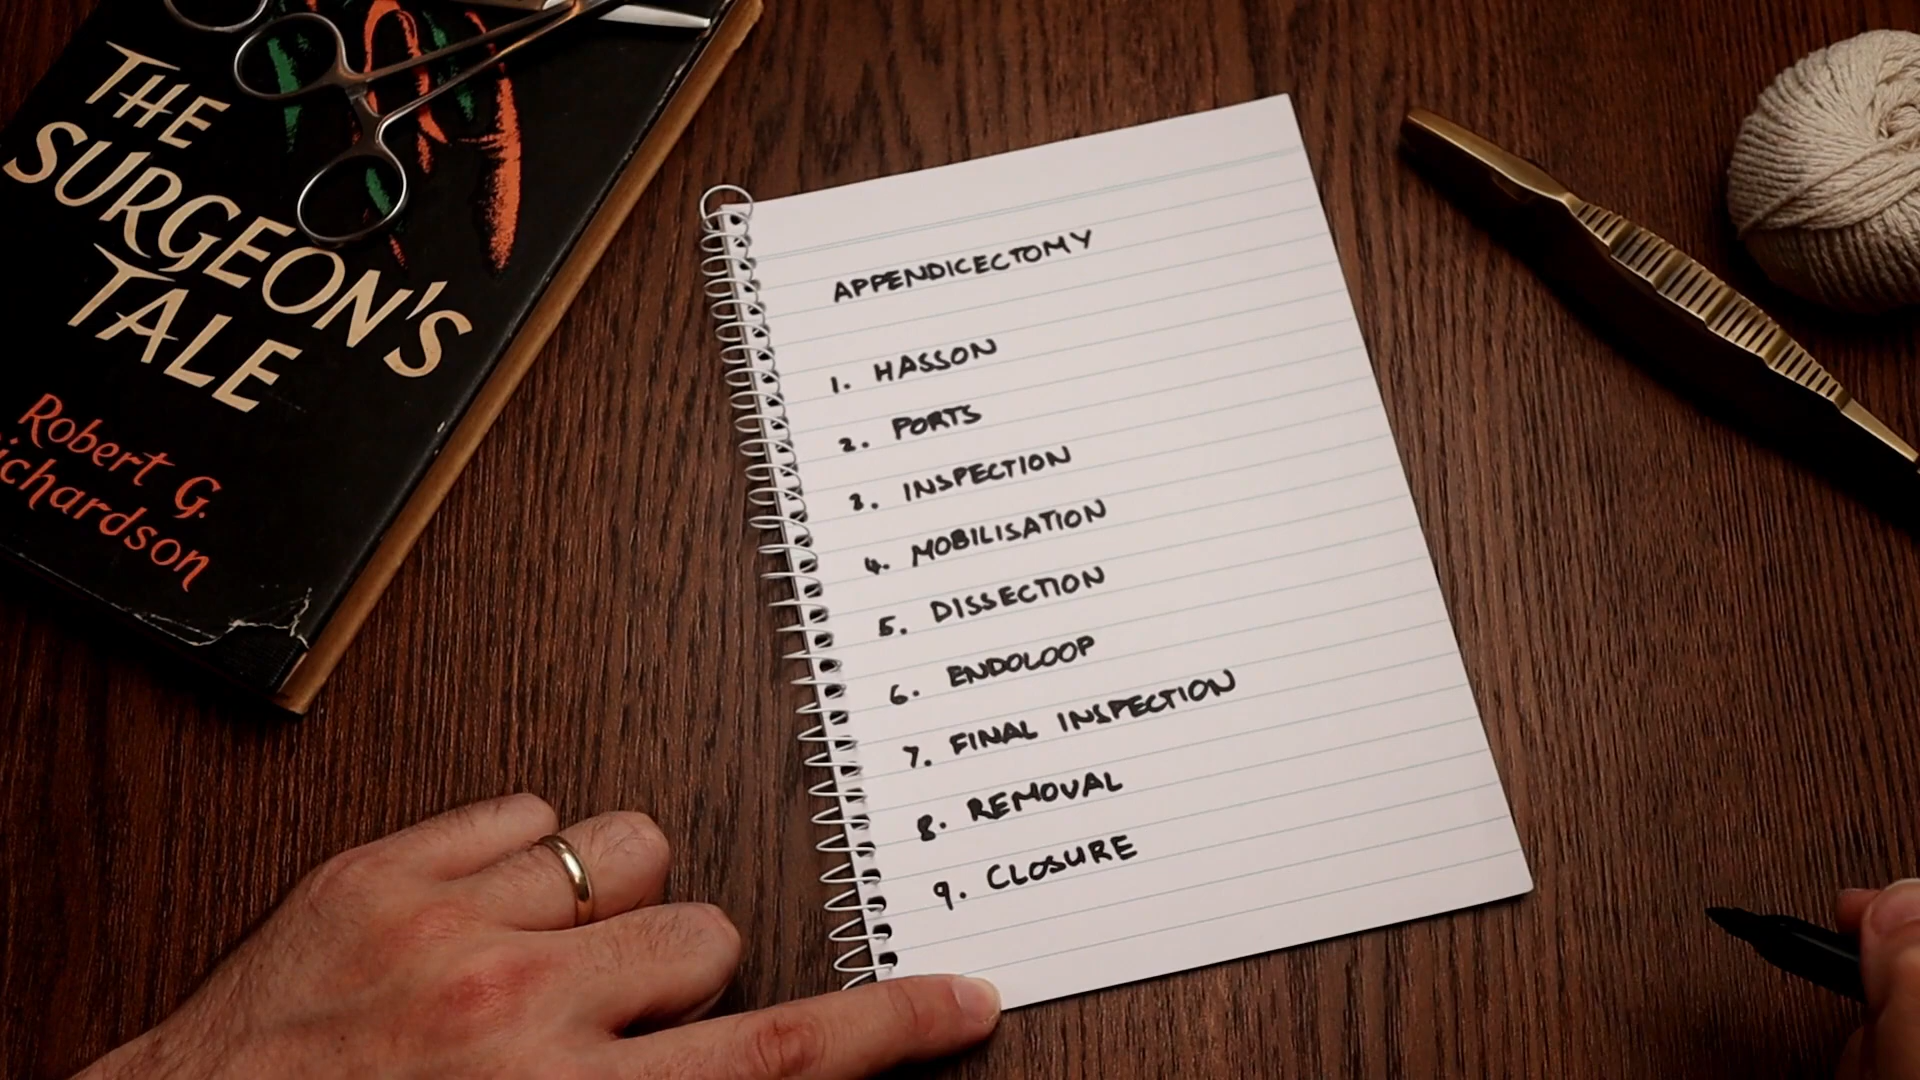 THE
SURGEON'S
TALE
Robert G.
ichardson
APPENDICECTOMY
1. HASSON
2. PORTS
3. INSPECTION
4. MOBILISATION
5. DISSECTION
6. ENDOLOOP
7. FINAL INSPECTION
8. REMOVAL
9. CLOSURE